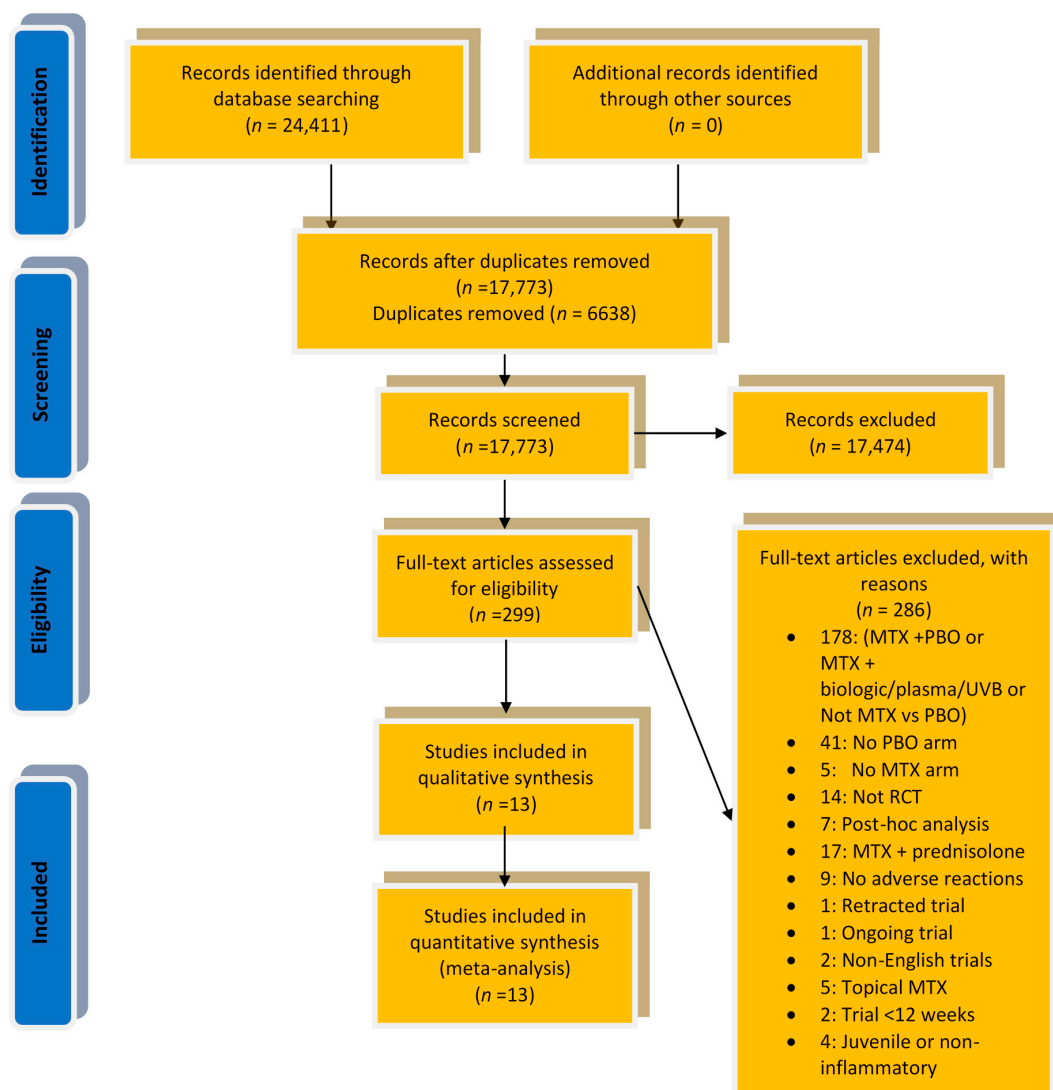 Identification
Records identified through
database searching
(n = 24,411)
Additional records identified
through other sources
(n = 0)
Screening
Records after duplicates removed
(n =17,773)
Duplicates removed (n = 6638)
Records screened
(n =17,773)
Records excluded
(n = 17,474)
Eligibility
Full-text articles assessed
for eligibility
(n =299)
Full-text articles excluded, with
reasons
(n = 286)
• 178: (MTX +PBO or
MTX +
biologic/plasma/UVB or
Not MTX vs PBO)
• 41: No PBO arm
• 5: No MTX arm
• 14: Not RCT
• 7: Post-hoc analysis
• 17: MTX + prednisolone
• 9: No adverse reactions
• 1: Retracted trial
• 1: Ongoing trial
• 2: Non-English trials
• 5: Topical MTX
• 2: Trial <12 weeks
• 4: Juvenile or non-
inflammatory
Included
Studies included in
qualitative synthesis
(n =13)
Studies included in
quantitative synthesis
(meta-analysis)
(n =13)